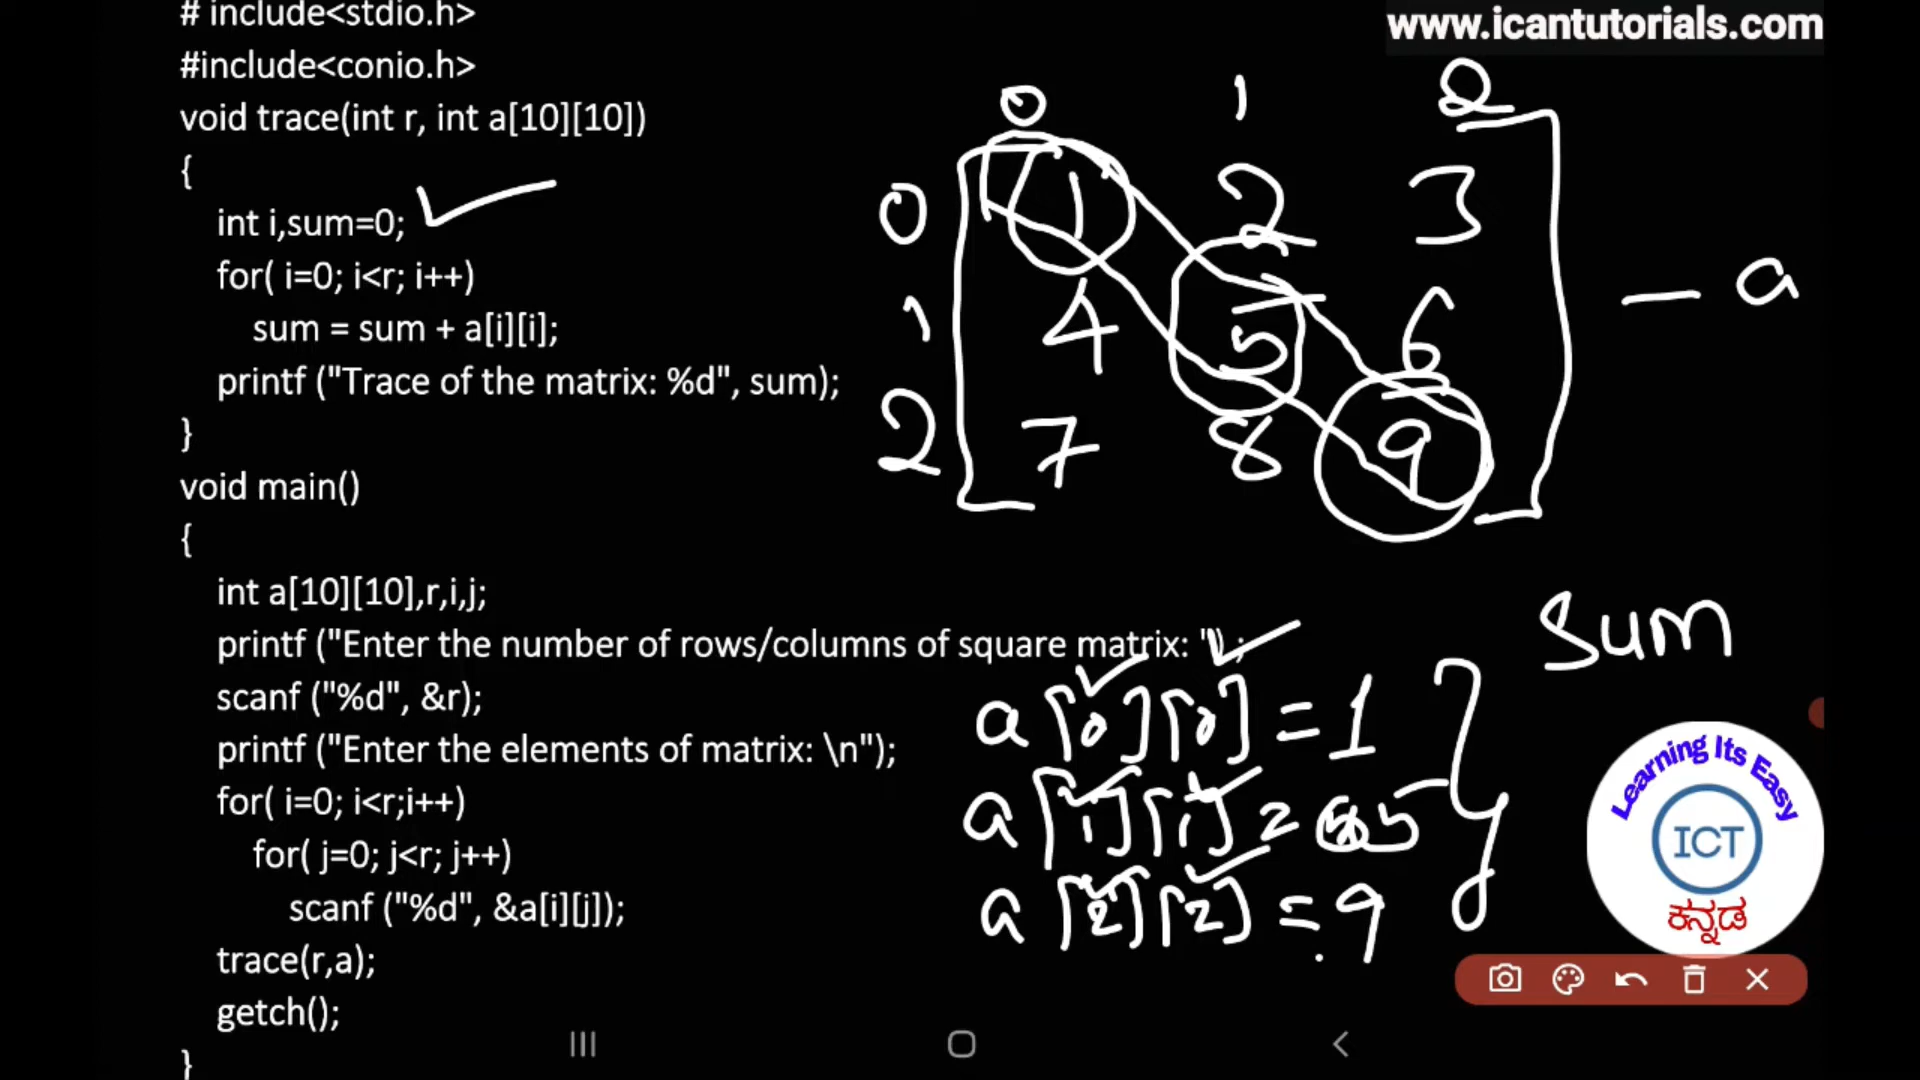 # include<stdio.h>
#include<conio.h>
void trace(int r, int a[10][10])
{
int i,sum=0;
for( i=0; i<r; i++)
sum = sum + a[i][i];
printf ("Trace of the matrix: %d", sum);
}
void main()
{
int a[10][10],r,i,j;
printf ("Enter the number of rows/columns of square matrix: ");
scanf ("%d", &r);
printf ("Enter the elements of matrix: \n");
for( i=0; i<r;i++)
for( j=0; j<r; j++)
scanf ("%d", &a[i][j]);
trace(r,a);
getch();
}
www.icantutorials.com
0 1 2
0 1 2 3
1 4 5 6
2 7 8 9
– a
a[0][0]=1
a[1][1]= 5
a[2][2]=9
Sum
Learning Its Easy
ICT
ಕನ್ನಡ